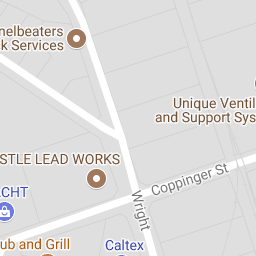 nelbeaters
k Services
Unique Ventil
and Support Sys
STLE LEAD WORKS
Coppinger St
Wright
CHT
ub and Grill
Caltex